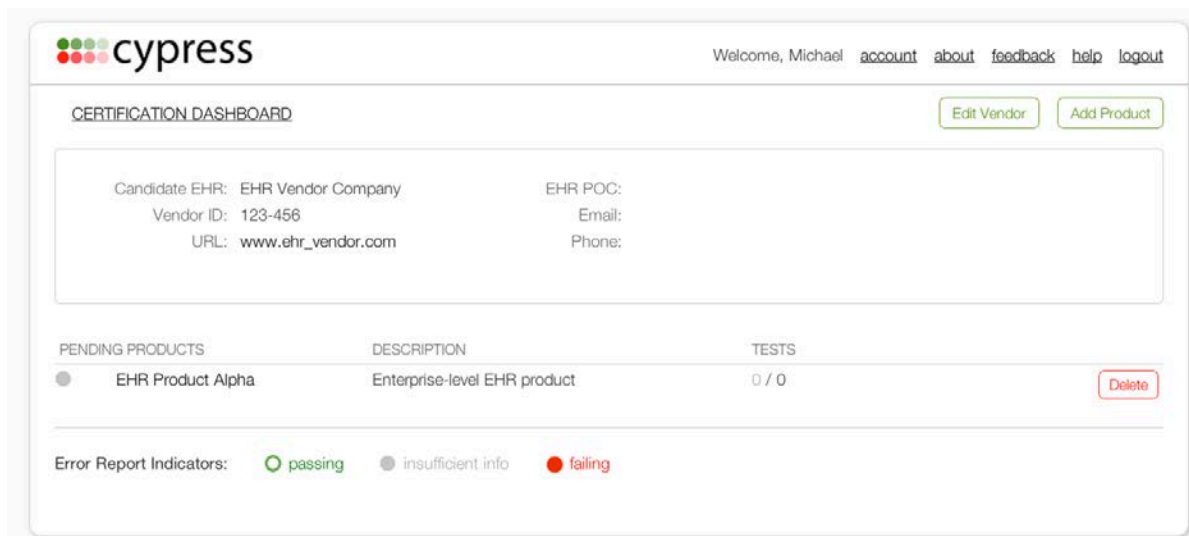 cypress
Welcome, Michael account about feedback help logout
CERTIFICATION DASHBOARD
Edit Vendor Add Product
Candidate EHR: EHR Vendor Company EHR POC:
Vendor ID: 123-456 Email:
URL: www.ehr_vendor.com Phone:
PENDING PRODUCTS DESCRIPTION TESTS
EHR Product Alpha Enterprise-level EHR product 0 / 0 Delete
Error Report Indicators: passing insufficient info failing